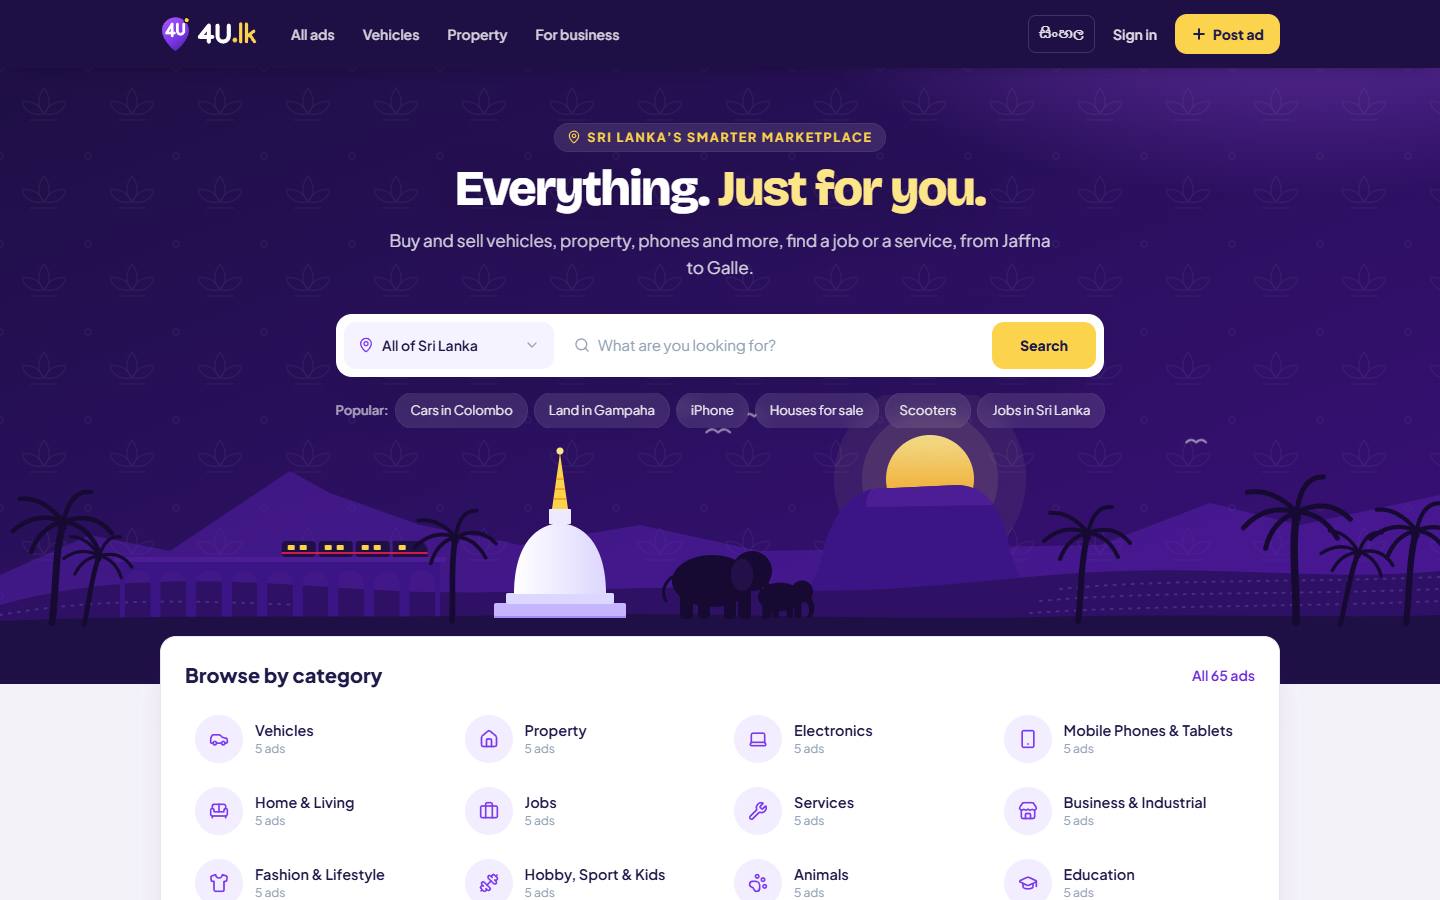 4U 4U.lk
All ads
Vehicles
Property
For business
සිංහල
Sign in
Post ad
SRI LANKA'S SMARTER MARKETPLACE
Everything. Just for you.
Buy and sell vehicles, property, phones and more, find a job or a service, from Jaffna
to Galle.
All of Sri Lanka
What are you looking for?
Search
Popular:
Cars in Colombo
Land in Gampaha
iPhone
Houses for sale
Scooters
Jobs in Sri Lanka
Browse by category
All 65 ads
Vehicles
5 ads
Property
5 ads
Electronics
5 ads
Mobile Phones & Tablets
5 ads
Home & Living
5 ads
Jobs
5 ads
Services
5 ads
Business & Industrial
5 ads
Fashion & Lifestyle
5 ads
Hobby, Sport & Kids
5 ads
Animals
5 ads
Education
5 ads